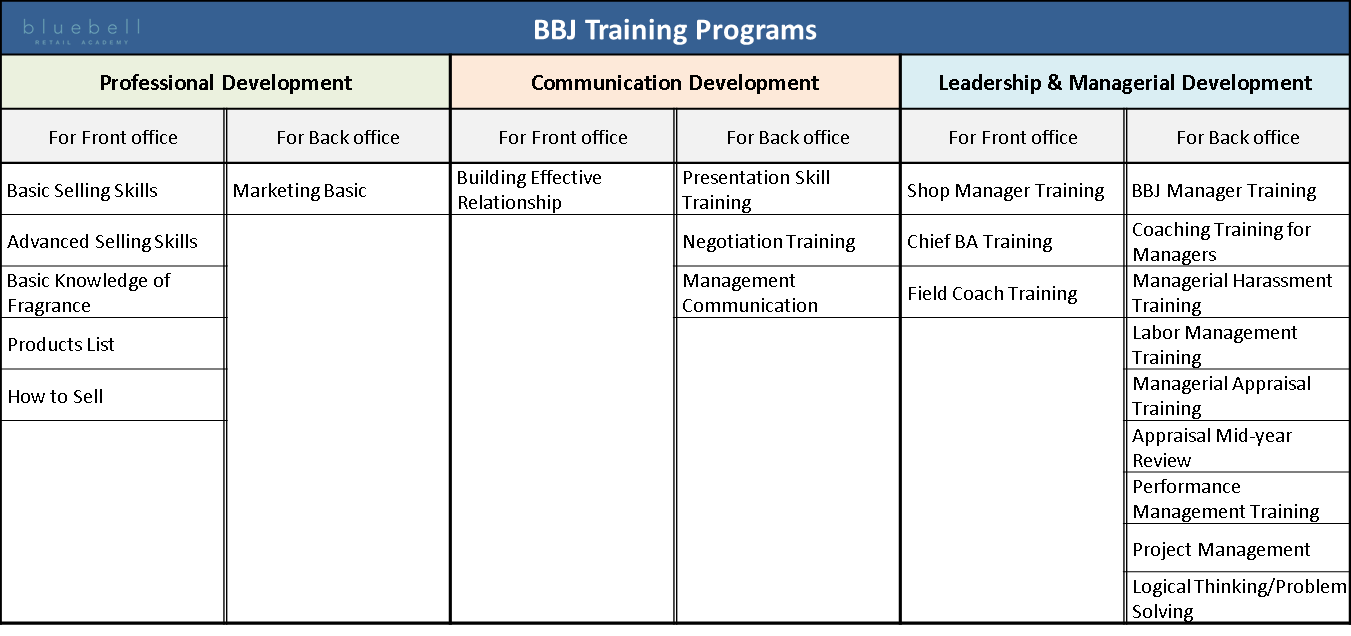 bluebell
RETAIL ACADEMY
BBJ Training Programs
Professional Development
Communication Development
Leadership & Managerial Development
For Front office
For Back office
For Front office
For Back office
For Front office
For Back office
Basic Selling Skills
Advanced Selling Skills
Basic Knowledge of
Fragrance
Products List
How to Sell
Marketing Basic
Building Effective
Relationship
Presentation Skill
Training
Negotiation Training
Management
Communication
Shop Manager Training
Chief BA Training
Field Coach Training
BBJ Manager Training
Coaching Training for
Managers
Managerial Harassment
Training
Labor Management
Training
Managerial Appraisal
Training
Appraisal Mid-year
Review
Performance
Management Training
Project Management
Logical Thinking/Problem
Solving